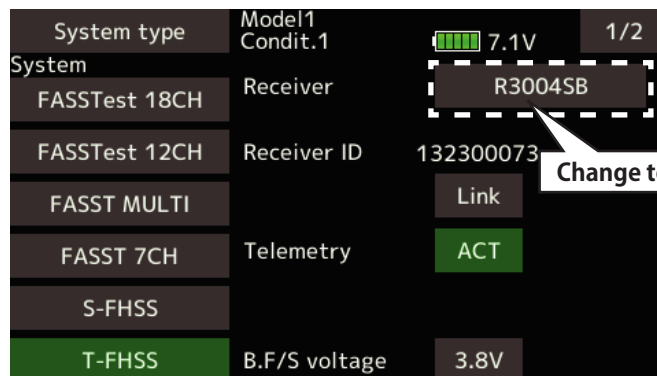 System type
Model1
Condit.1
7.1V
1/2
System
FASSTest 18CH
Receiver
R3004SB
FASSTest 12CH
Receiver ID
132300073
Change
FASST MULTI
Link
FASST 7CH
Telemetry
ACT
S-FHSS
T-FHSS
B.F/S voltage
3.8V